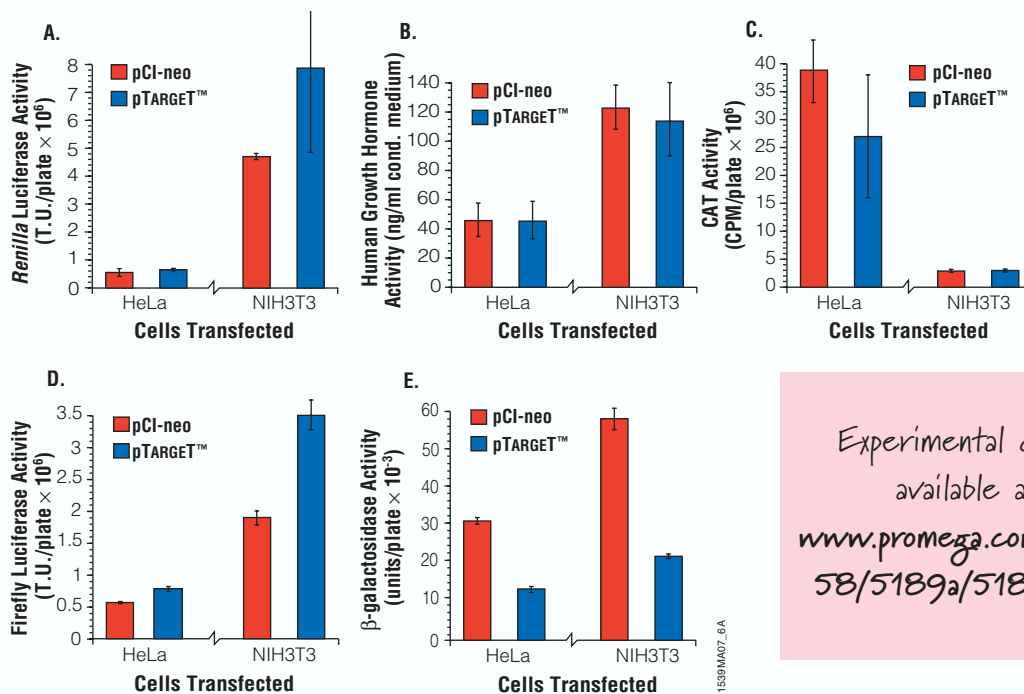 A.
Renilla Luciferase Activity
(T.U./plate × 10⁶)
8
7
6
5
4
3
2
1
0
pCI-neo
pTARGET™
HeLa
NIH3T3
Cells Transfected
B.
Human Growth Hormone
Activity (ng/ml cond. medium)
140
120
100
80
60
40
20
0
pCI-neo
pTARGET™
HeLa
NIH3T3
Cells Transfected
C.
CAT Activity
(CPM/plate × 10⁶)
40
35
30
25
20
15
10
5
0
pCI-neo
pTARGET™
HeLa
NIH3T3
Cells Transfected
D.
Firefly Luciferase Activity
(T.U./plate × 10⁶)
3.5
3
2.5
2
1.5
1
0.5
0
pCI-neo
pTARGET™
HeLa
NIH3T3
Cells Transfected
E.
β-galactosidase Activity
(units/plate × 10⁻³)
60
50
40
30
20
10
0
pCI-neo
pTARGET™
HeLa
NIH3T3
Cells Transfected
1539MA07_6A
Experimental
available
www.promega.com
58/5189a/518